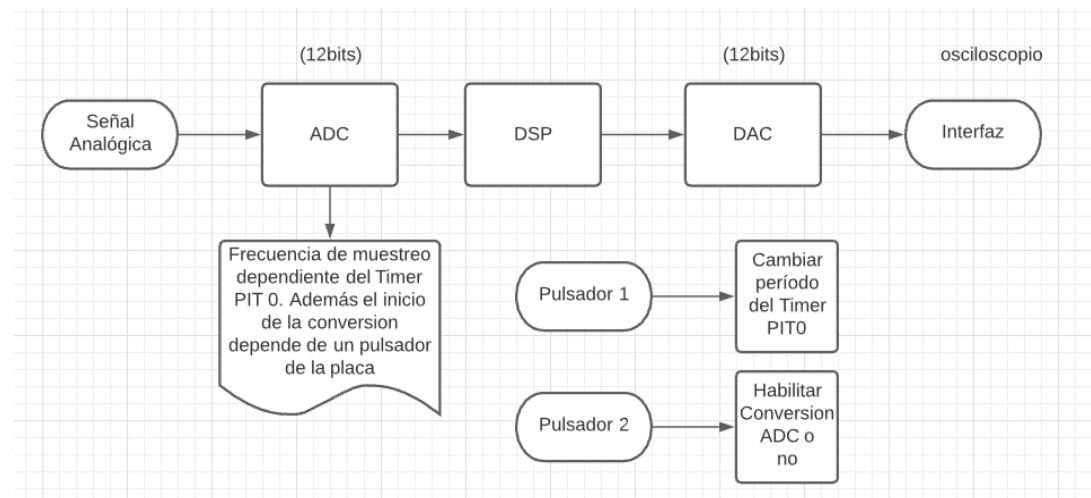 (12bits)
(12bits)
osciloscopio
Señal
Analógica
ADC
DSP
DAC
Interfaz
Frecuencia de muestreo
dependiente del Timer
PIT 0. Además el inicio
de la conversion
depende de un pulsador
de la placa
Pulsador 1
Cambiar
período
del Timer
PIT0
Pulsador 2
Habilitar
Conversion
ADC o
no